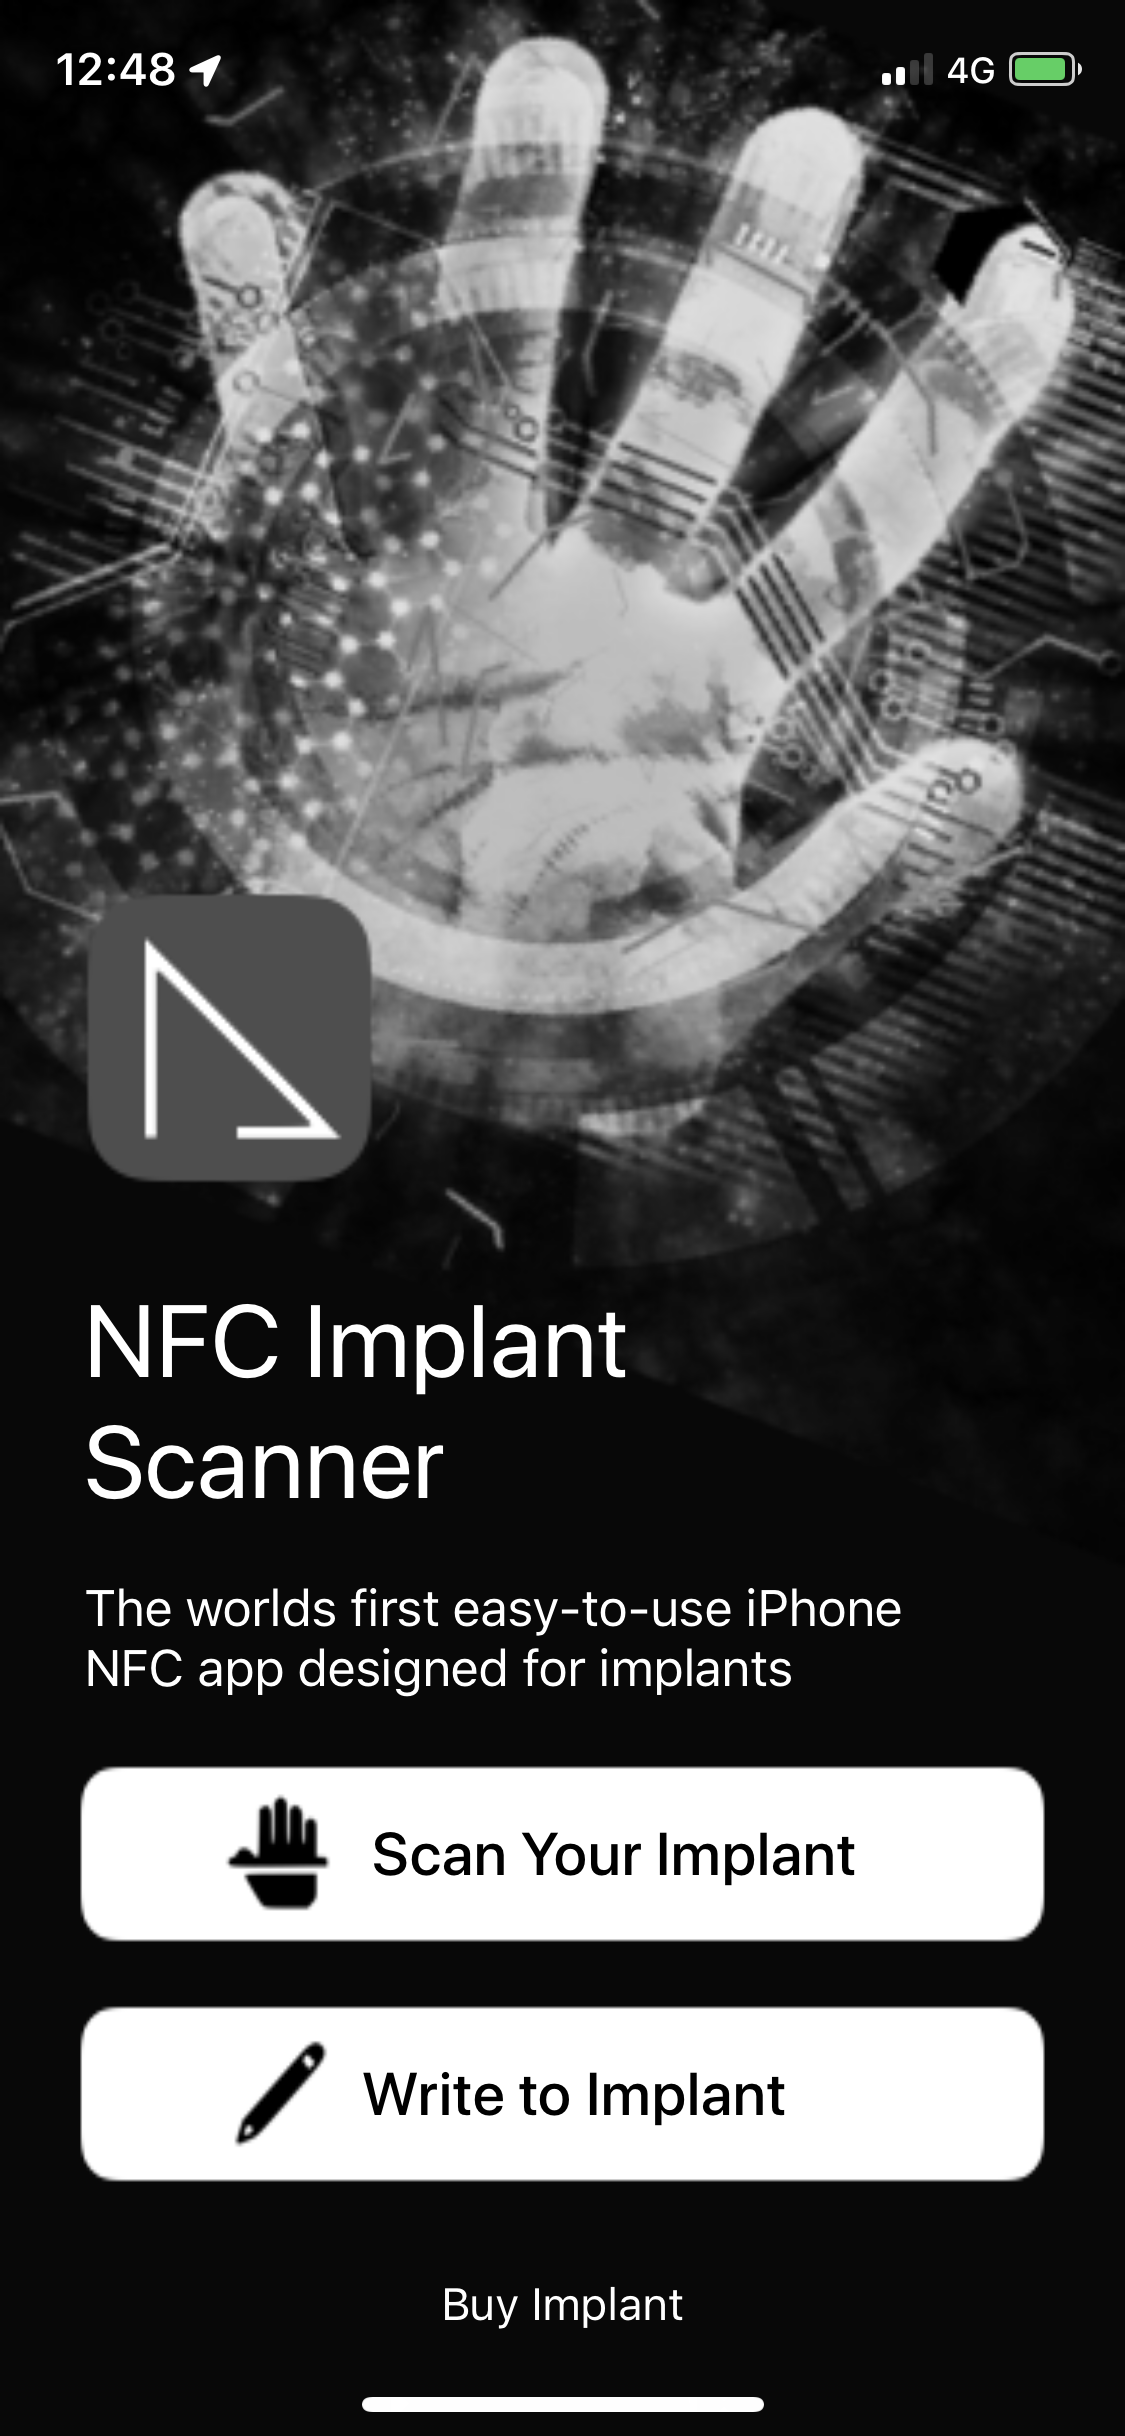 12:48
4G
NFC Implant
Scanner
The worlds first easy-to-use iPhone
NFC app designed for implants
Scan Your Implant
Write to Implant
Buy Implant